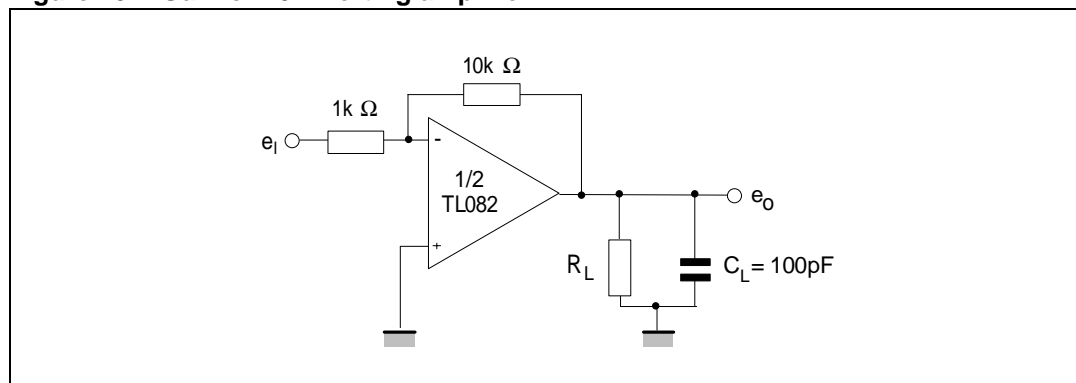 10k Ω
1k Ω
eI
-
1/2
TL082
eo
+
RL
CL= 100pF